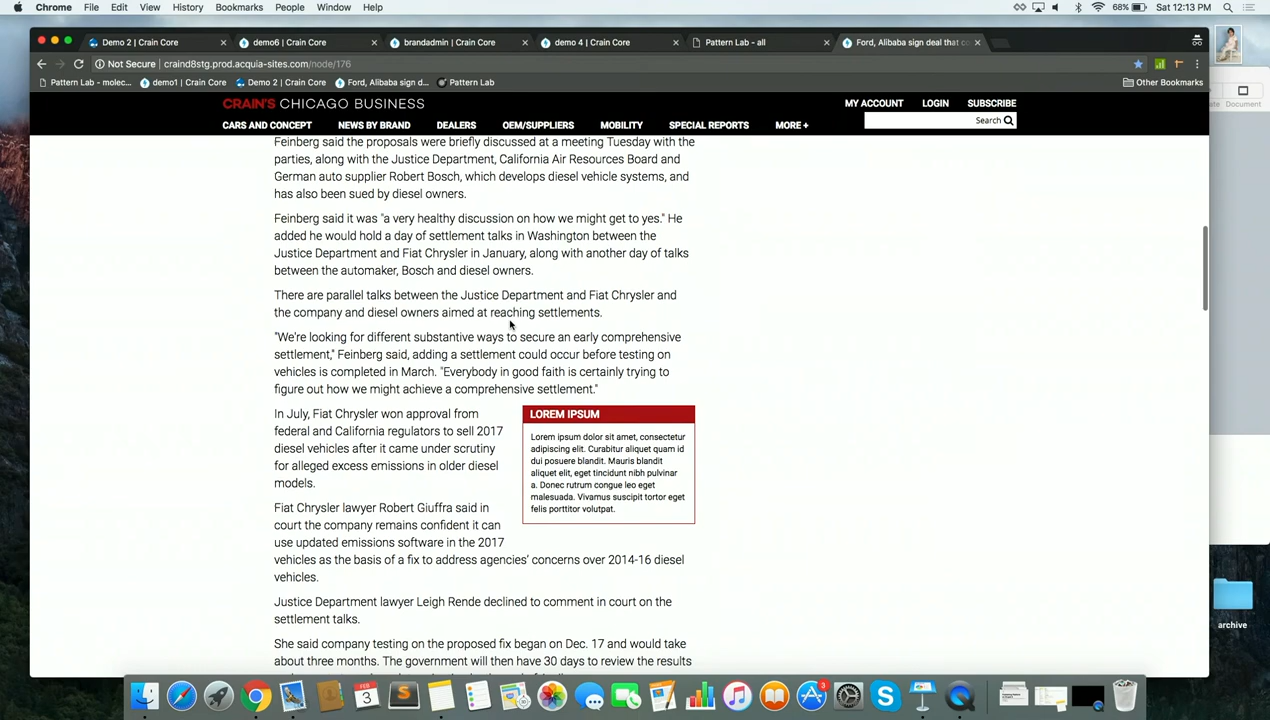 Chrome File Edit View History Bookmarks People Window Help 68% Sat 12:13 PM
Demo 2 | Crain Core demo6 | Crain Core brandadmin | Crain Core demo 4 | Crain Core Pattern Lab - all Ford, Alibaba sign deal that co
Not Secure craind8stg.prod.acquia-sites.com/node/176
Pattern Lab - molec... demo1 | Crain Core Demo 2 | Crain Core Ford, Alibaba sign d... Pattern Lab Other Bookmarks
Document
CRAIN'S CHICAGO BUSINESS MY ACCOUNT LOGIN SUBSCRIBE
CARS AND CONCEPT NEWS BY BRAND DEALERS OEM/SUPPLIERS MOBILITY SPECIAL REPORTS MORE + Search
Feinberg said the proposals were briefly discussed at a meeting Tuesday with the
parties, along with the Justice Department, California Air Resources Board and
German auto supplier Robert Bosch, which develops diesel vehicle systems, and
has also been sued by diesel owners.
Feinberg said it was "a very healthy discussion on how we might get to yes." He
added he would hold a day of settlement talks in Washington between the
Justice Department and Fiat Chrysler in January, along with another day of talks
between the automaker, Bosch and diesel owners.
There are parallel talks between the Justice Department and Fiat Chrysler and
the company and diesel owners aimed at reaching settlements.
"We're looking for different substantive ways to secure an early comprehensive
settlement," Feinberg said, adding a settlement could occur before testing on
vehicles is completed in March. "Everybody in good faith is certainly trying to
figure out how we might achieve a comprehensive settlement."
In July, Fiat Chrysler won approval from
federal and California regulators to sell 2017
diesel vehicles after it came under scrutiny
for alleged excess emissions in older diesel
models.
LOREM IPSUM
Lorem ipsum dolor sit amet, consectetur
adipiscing elit. Curabitur aliquet quam id
dui posuere blandit. Mauris blandit
aliquet elit, eget tincidunt nibh pulvinar
a. Donec rutrum congue leo eget
malesuada. Vivamus suscipit tortor eget
felis porttitor volutpat.
Fiat Chrysler lawyer Robert Giuffra said in
court the company remains confident it can
use updated emissions software in the 2017
vehicles as the basis of a fix to address agencies' concerns over 2014-16 diesel
vehicles.
Justice Department lawyer Leigh Rende declined to comment in court on the
settlement talks.
She said company testing on the proposed fix began on Dec. 17 and would take
about three months. The government will then have 30 days to review the results
archive
FEB
3
3